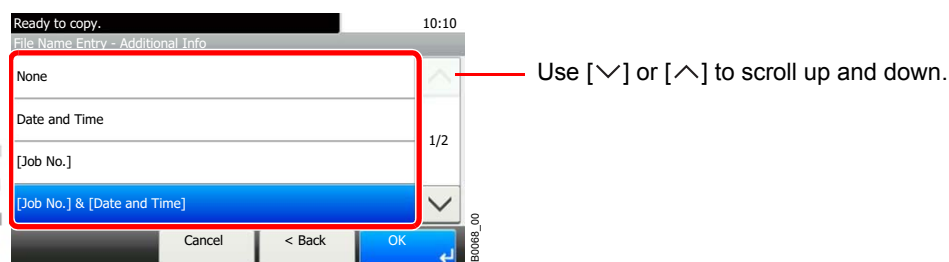 Ready to copy. 10:10
File Name Entry - Additional Info
None
Use [∨] or [∧] to scroll up and down.
Date and Time
1/2
[Job No.]
[Job No.] & [Date and Time]
Cancel < Back OK
B0068_00